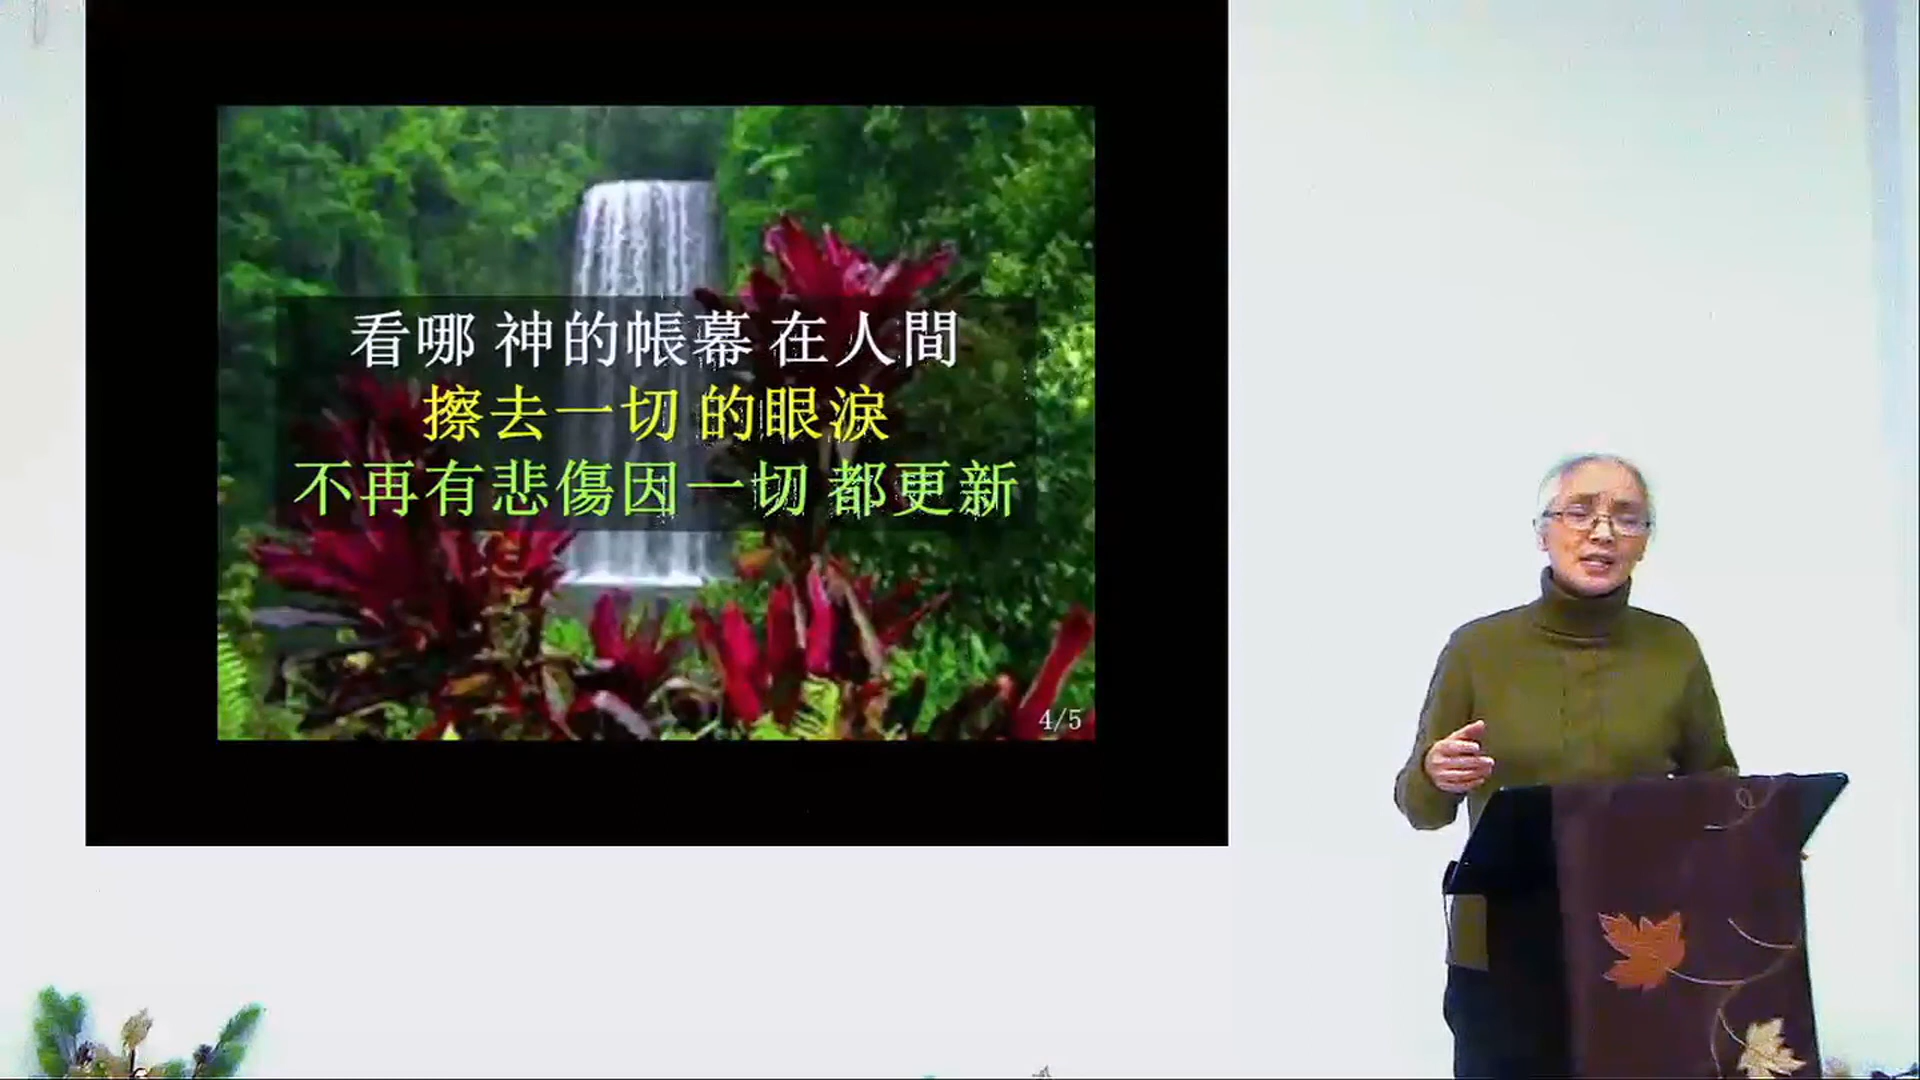 看哪 神的帳幕 在人間
擦去一切 的眼淚
不再有悲傷因一切 都更新
4/5